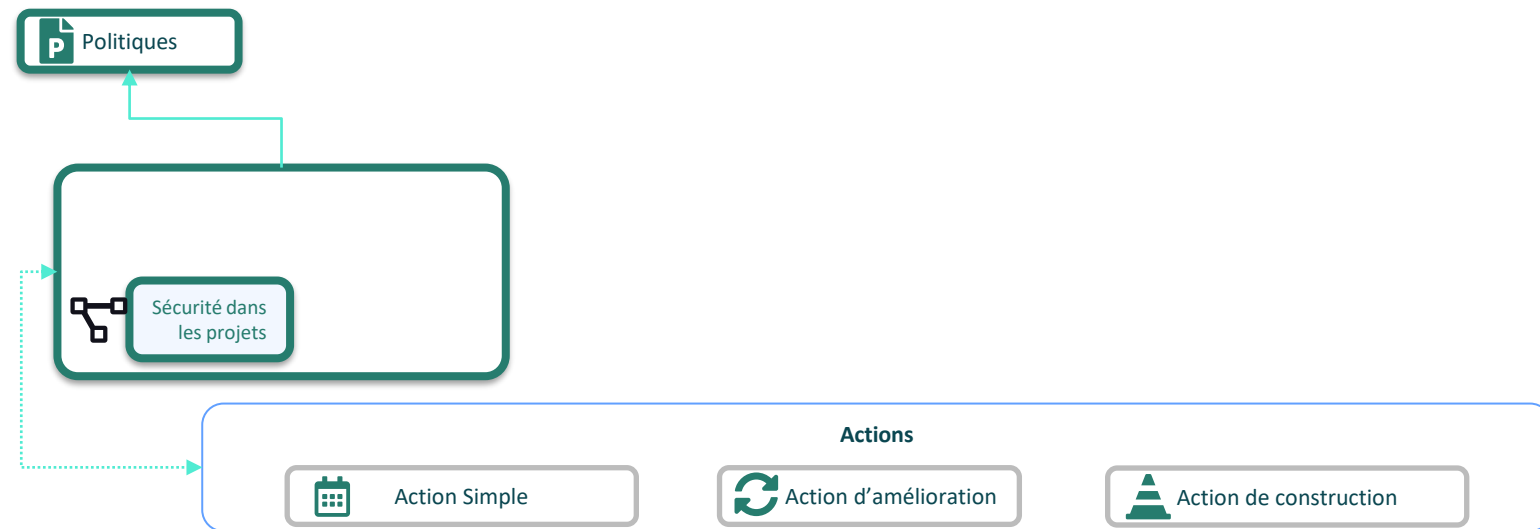 P
Politiques
Sécurité dans
les projets
Actions
Action Simple
Action d'amélioration
Action de construction